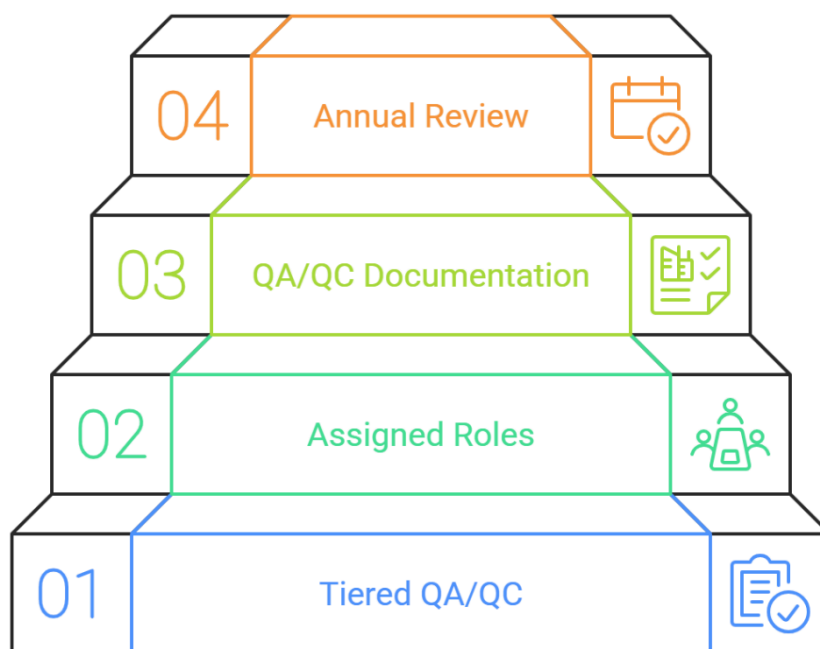 04
Annual Review
03
QA/QC Documentation
02
Assigned Roles
01
Tiered QA/QC